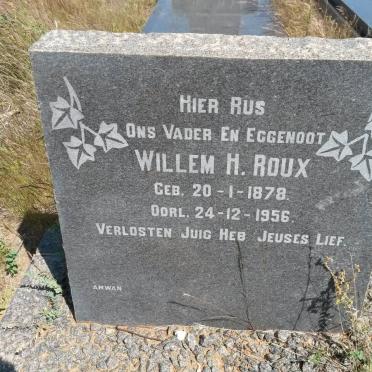 HIER RUS
ONS VADER EN EGGENOOT
WILLEM H. ROUX
GEB. 20-1-1878.
OORL. 24-12-1956.
VERLOSTEN JUIG HEB JEUSES LIEF.
ANWAN